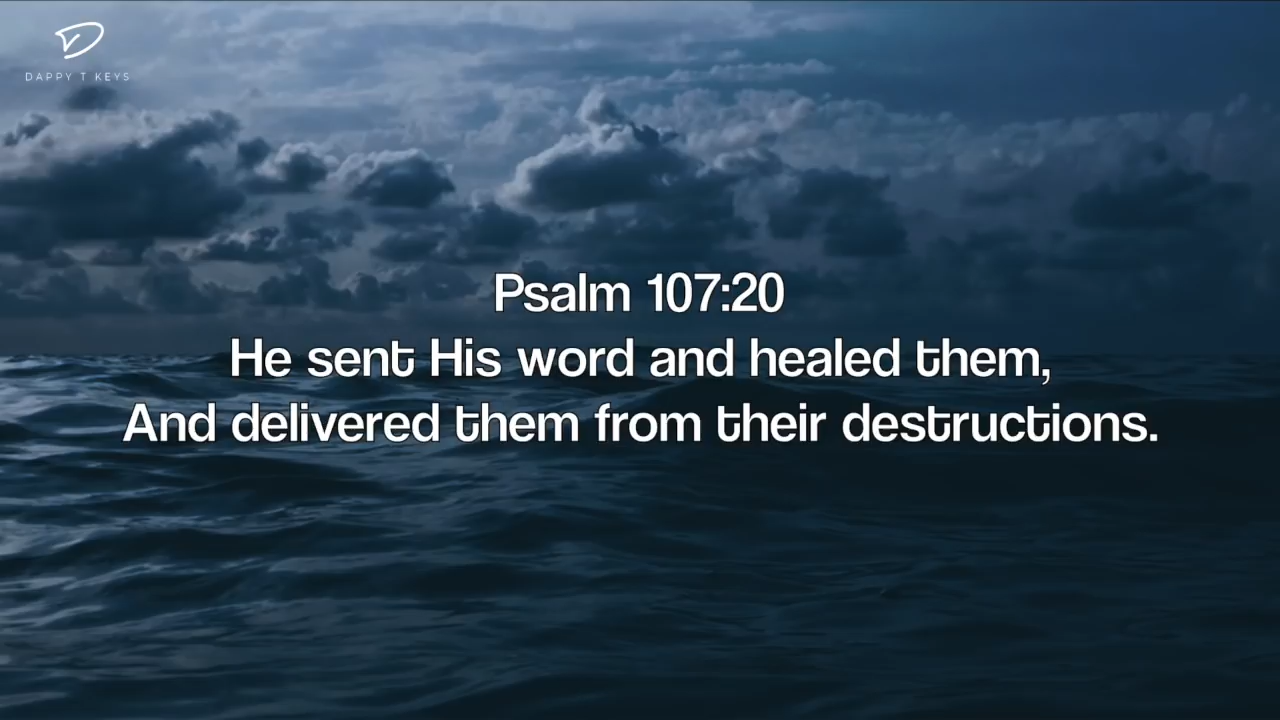 DAPPY T KEYS
Psalm 107:20
He sent His word and healed them,
And delivered them from their destructions.